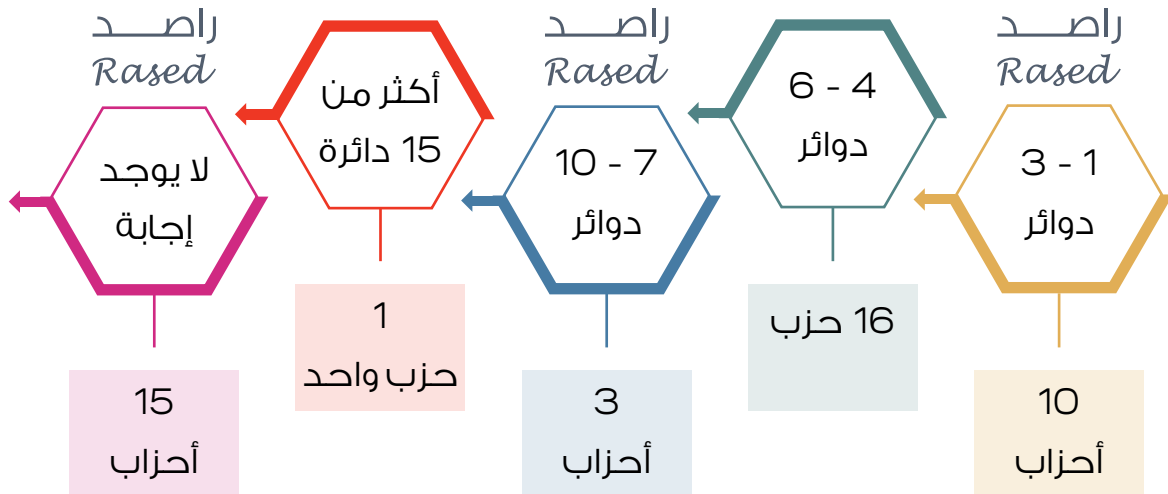 راصد
Rased
1 - 3
دوائر
10
أحزاب
4 - 6
دوائر
16 حزب
راصد
Rased
7 - 10
دوائر
3
أحزاب
أكثر من
15 دائرة
1
حزب واحد
راصد
Rased
لا يوجد
إجابة
15
أحزاب